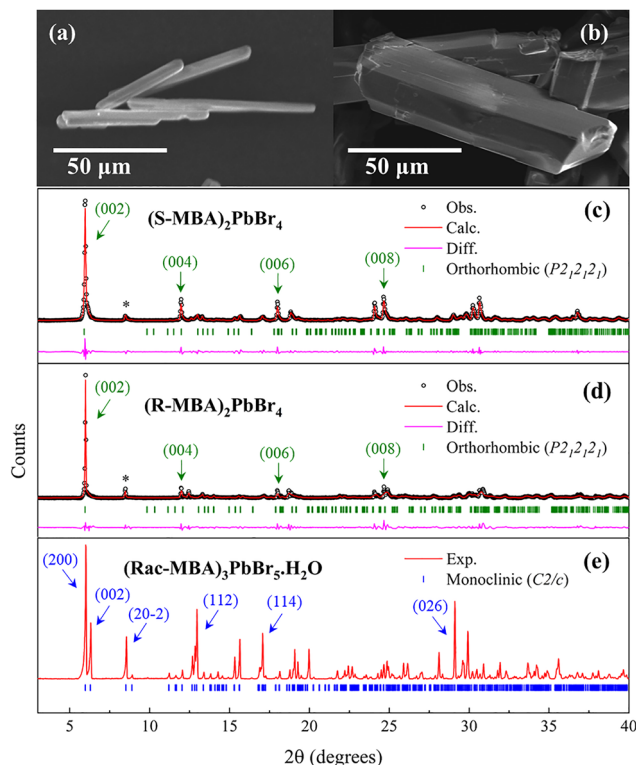 (a)
(b)
50 µm
50 µm
(c)
(002)
(S-MBA)2PbBr4
Obs.
Calc.
Diff.
Orthorhombic (P212121)
(004)
(006)
(008)
*
(d)
(002)
(R-MBA)2PbBr4
Obs.
Calc.
Diff.
Orthorhombic (P212121)
(004)
(006)
(008)
*
Counts
(e)
(Rac-MBA)3PbBr5.H2O
Exp.
Monoclinic (C2/c)
(200)
(002)
(20-2)
(112)
(114)
(026)
5 10 15 20 25 30 35 40
2θ (degrees)